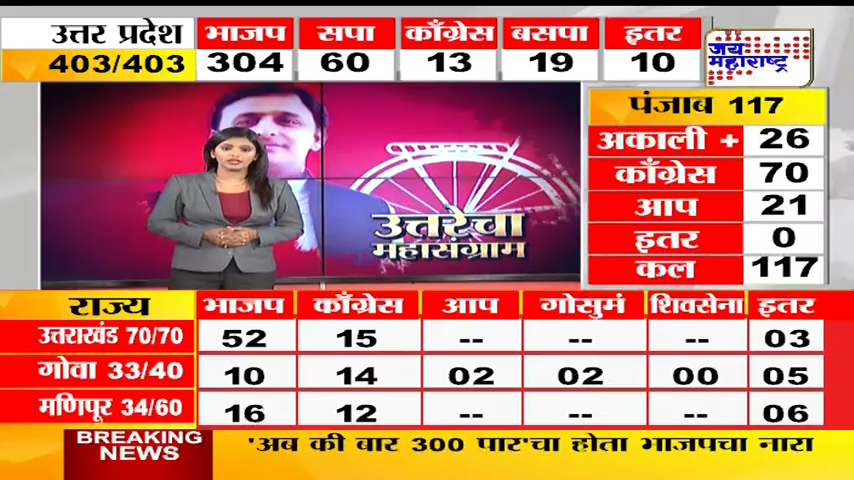 उत्तर प्रदेश भाजप सपा काँग्रेस बसपा इतर
403/403 304 60 13 19 10
जय महाराष्ट्र
पंजाब 117
अकाली + 26
काँग्रेस 70
आप 21
इतर 0
कल 117
उत्तरेचा
महासंग्राम
राज्य भाजप काँग्रेस आप गोसुमं शिवसेना इतर
उत्तराखंड 70/70 52 15 -- -- -- 03
गोवा 33/40 10 14 02 02 00 05
मणिपूर 34/60 16 12 -- -- -- 06
BREAKING NEWS
'अब की बार 300 पार'चा होता भाजपचा नारा